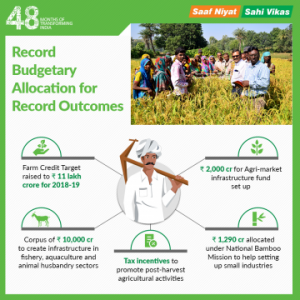 48 MONTHS OF
TRANSFORMING
INDIA
Saaf Niyat Sahi Vikas
Record
Budgetary
Allocation for
Record Outcomes
Farm Credit Target
raised to ₹ 11 lakh
crore for 2018-19
₹ 2,000 cr for Agri-market
infrastructure fund
set up
Corpus of ₹ 10,000 cr
to create infrastructure in
fishery, aquaculture and
animal husbandry sectors
Tax incentives to
promote post-harvest
agricultural activities
₹ 1,290 cr allocated
under National Bamboo
Mission to help setting
up small industries